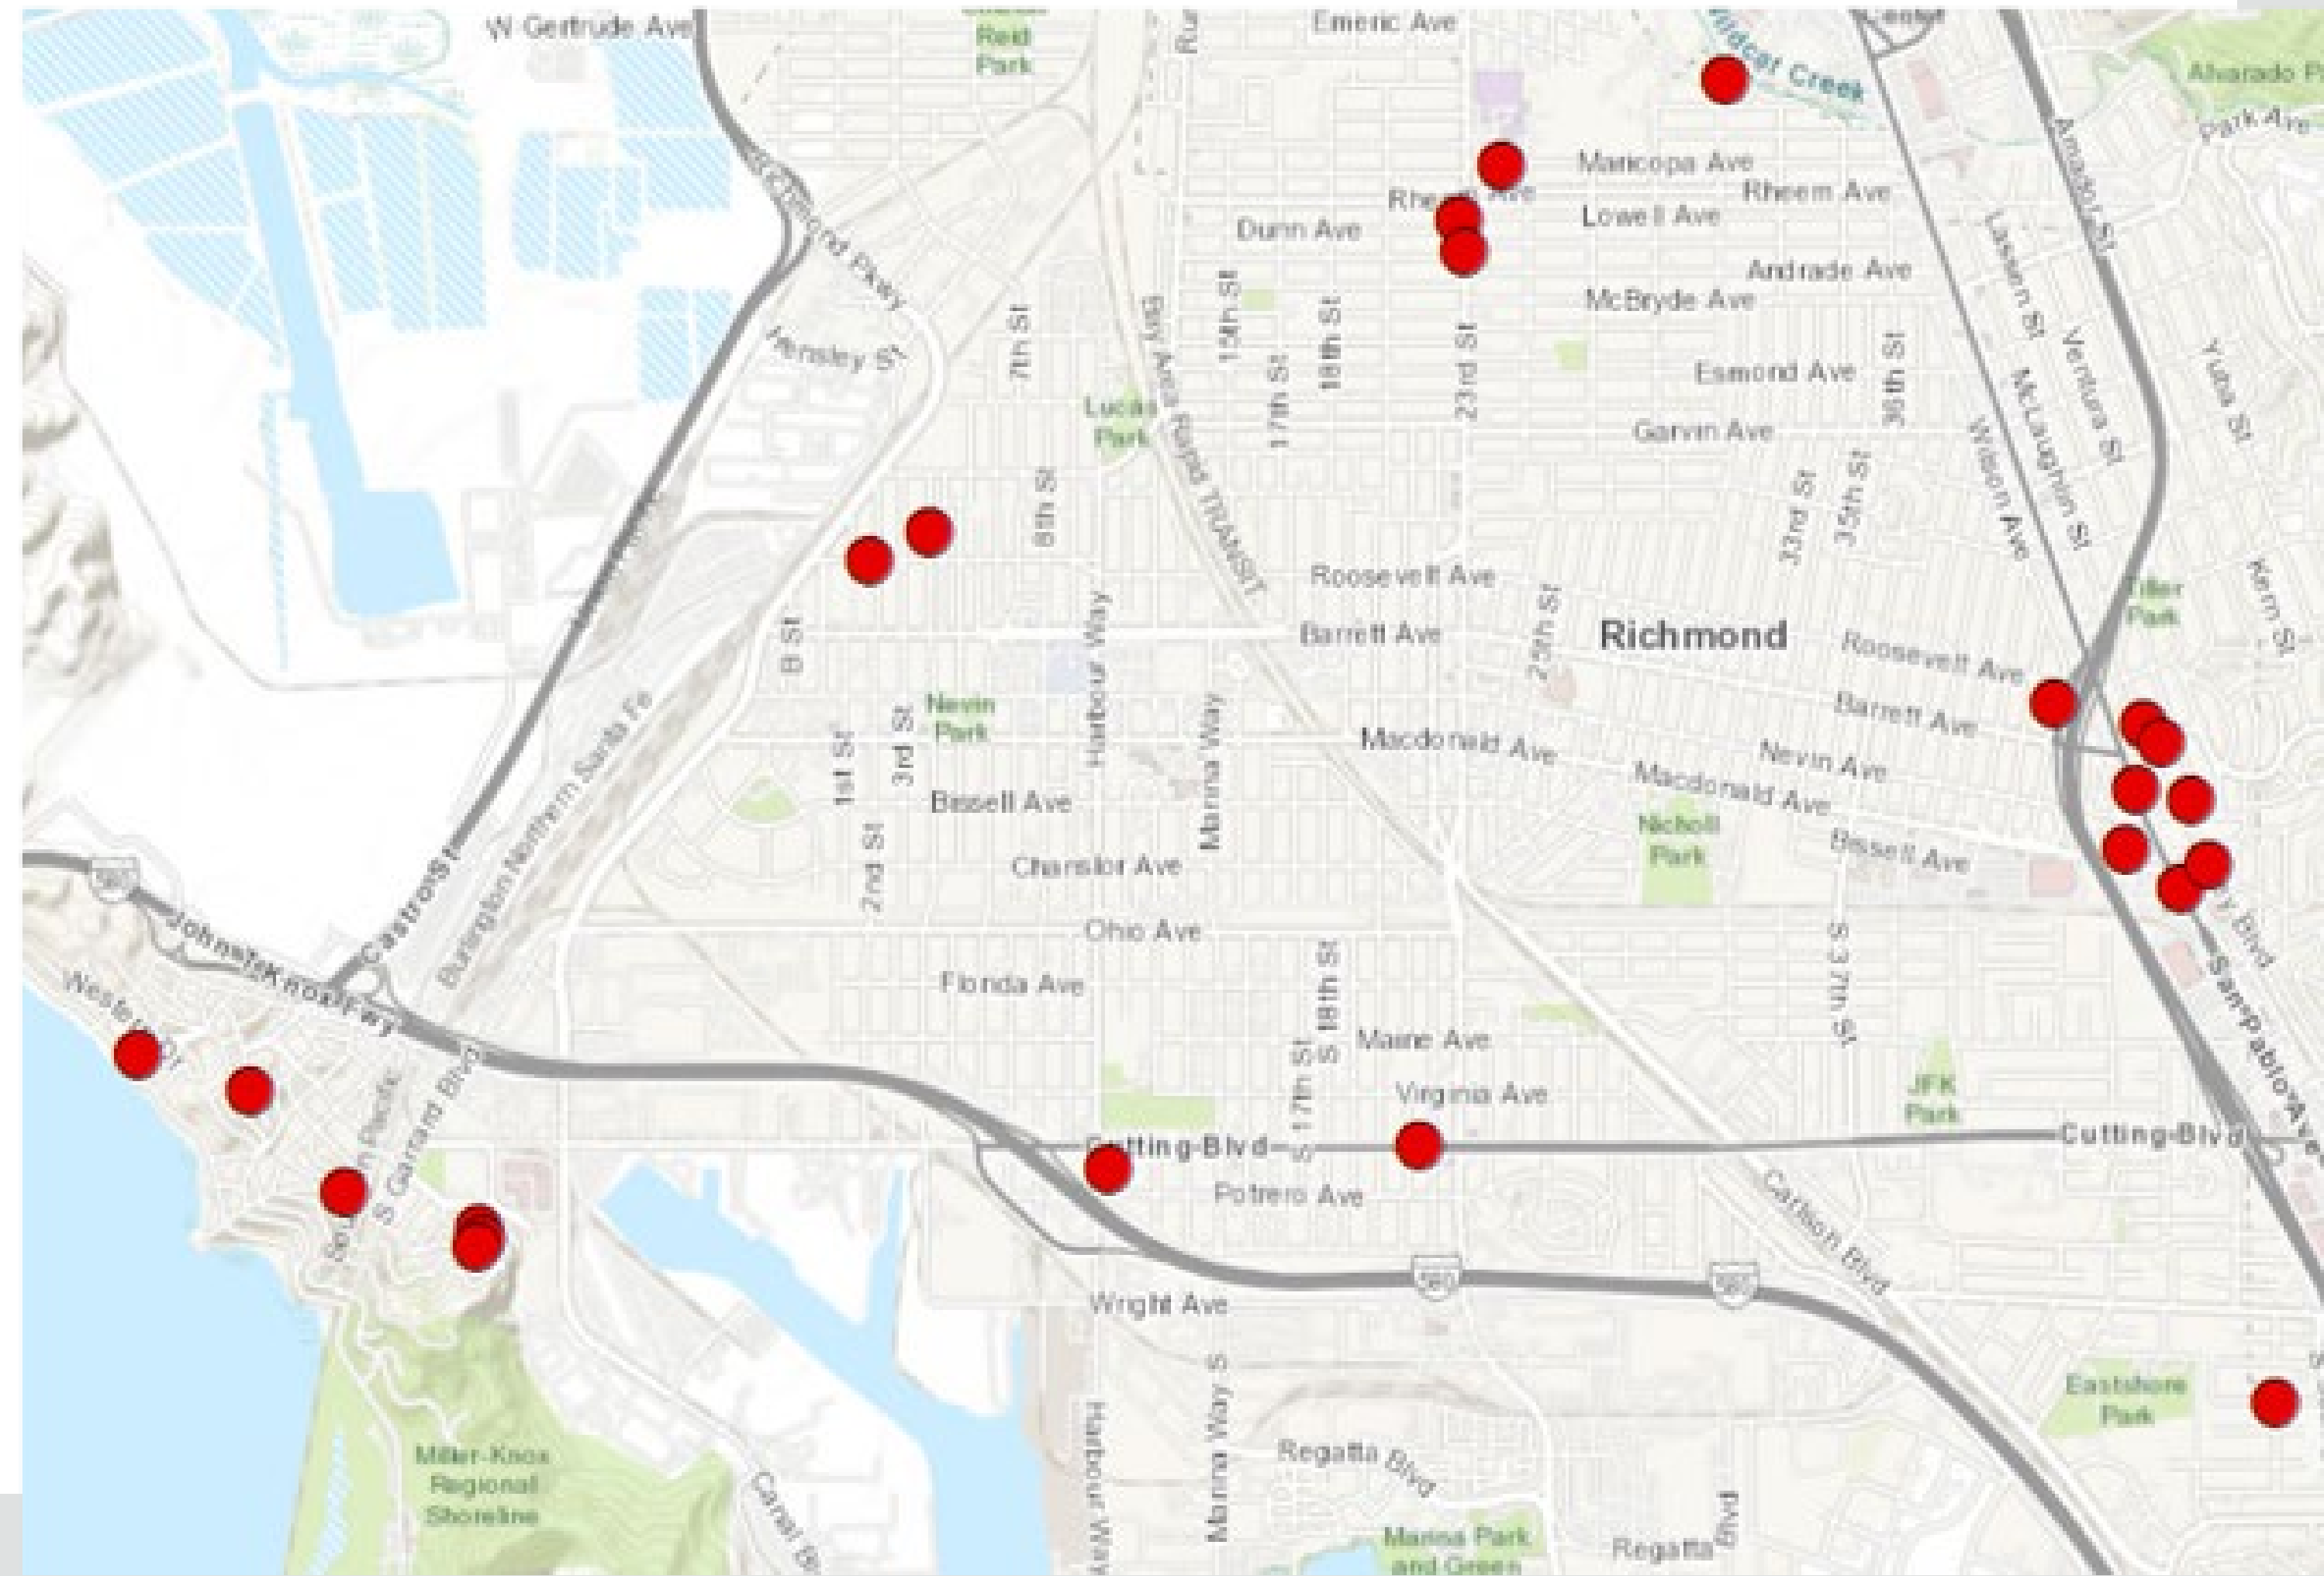 W Gertrude Ave
Reid
Park
Emeric Ave
Creek
Alvarado
Park Ave
Maricopa Ave
Rheem Ave
Lowell Ave
Dunn Ave
Andrade Ave
McBryde Ave
Amador St
Lassen St
Ventura St
Yuba St
McLaughlin St
Wilson Ave
Kern St
Richmond Pkwy
Hensley St
7th St
15th St
18th St
17th St
23rd St
Bay Area Rapid TRANSIT
Lucas
Park
Esmond Ave
36th St
Garvin Ave
33rd St
35th St
8th St
Roosevelt Ave
Barrett Ave
25th St
Richmond
Roosevelt Ave
Barrett Ave
Tiller
Park
B St
Harbour Way
Nevin
Park
1st St
3rd St
2nd St
Marina Way
Macdonald Ave
Nevin Ave
Macdonald Ave
Bissell Ave
Bissell Ave
Nicholl
Park
Chanslor Ave
Burlington Northern Santa Fe
Castro St
580
John T Knox Fwy
Ohio Ave
Florida Ave
S 18th St
S 17th St
S 37th St
Maine Ave
Virginia Ave
JFK
Park
Blvd
San Pablo Ave
Pacific
S Garrard Blvd
Cutting Blvd
Potrero Ave
Carlson Blvd
580
580
Wright Ave
Eastshore
Park
Marina Way S
Harbour Way
Regatta Blvd
Regatta Blvd
Miller-Knox
Regional
Shoreline
Canal
Marina Park
and Green